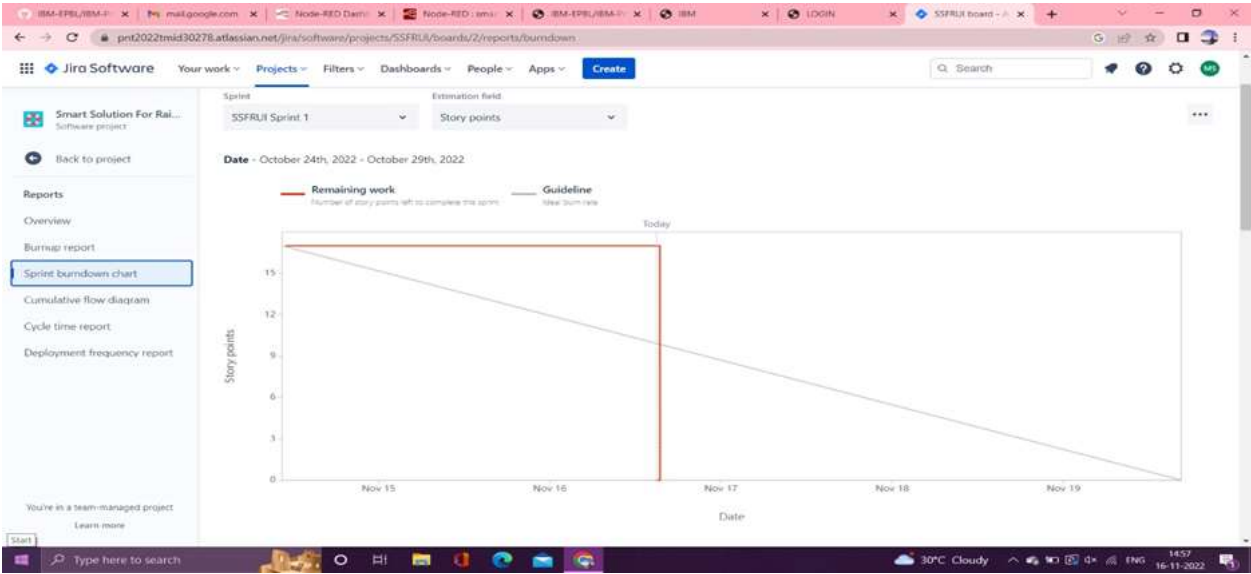 IBM-EPBL/IBM-P
mail.google.com
Node-RED Dash
Node-RED : smar
IBM-EPBL/IBM-P
IBM
LOGIN
SSFRUI board - A
pnt2022tmid30278.atlassian.net/jira/software/projects/SSFRUI/boards/2/reports/burndown
Jira Software Your work Projects Filters Dashboards People Apps Create Search MS
Smart Solution For Rai...
Software project
Back to project
Reports
Overview
Burnup report
Sprint burndown chart
Cumulative flow diagram
Cycle time report
Deployment frequency report
You're in a team-managed project
Learn more
Sprint Estimation field
SSFRUI Sprint 1 Story points
Date - October 24th, 2022 - October 29th, 2022
Remaining work Guideline
Number of story points left to complete the sprint Ideal burn rate
Today
15
12
9
6
3
0
Story points
Nov 15 Nov 16 Nov 17 Nov 18 Nov 19
Date
Start
Type here to search
30°C Cloudy ENG 14:57
16-11-2022